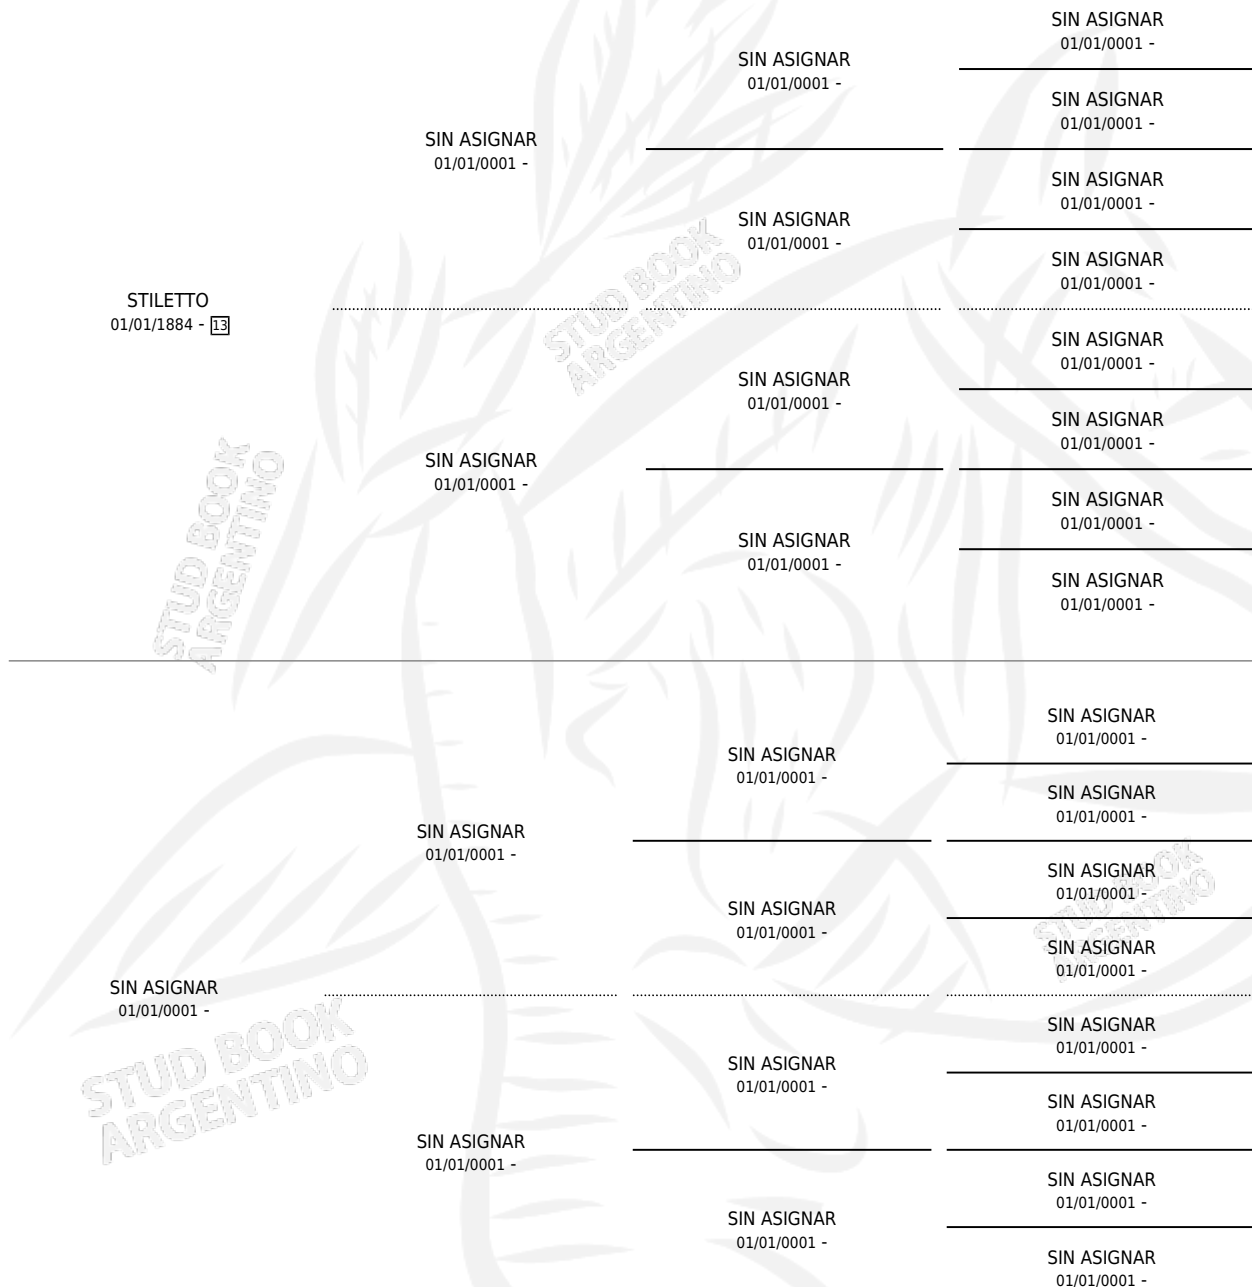 SIN ASIGNAR
01/01/0001 -
SIN ASIGNAR
01/01/0001 -
SIN ASIGNAR
01/01/0001 -
SIN ASIGNAR
01/01/0001 -
SIN ASIGNAR
01/01/0001 -
SIN ASIGNAR
01/01/0001 -
SIN ASIGNAR
01/01/0001 -
STUD BOOK
ARGENTINO
STILETTO
01/01/1884 - 13
SIN ASIGNAR
01/01/0001 -
SIN ASIGNAR
01/01/0001 -
SIN ASIGNAR
01/01/0001 -
SIN ASIGNAR
01/01/0001 -
SIN ASIGNAR
01/01/0001 -
SIN ASIGNAR
01/01/0001 -
SIN ASIGNAR
01/01/0001 -
STUD BOOK
ARGENTINO
SIN ASIGNAR
01/01/0001 -
SIN ASIGNAR
01/01/0001 -
SIN ASIGNAR
01/01/0001 -
SIN ASIGNAR
01/01/0001 -
SIN ASIGNAR
01/01/0001 -
SIN ASIGNAR
01/01/0001 -
SIN ASIGNAR
01/01/0001 -
STUD BOOK
ARGENTINO
SIN ASIGNAR
01/01/0001 -
SIN ASIGNAR
01/01/0001 -
STUD BOOK
ARGENTINO
SIN ASIGNAR
01/01/0001 -
SIN ASIGNAR
01/01/0001 -
SIN ASIGNAR
01/01/0001 -
SIN ASIGNAR
01/01/0001 -
SIN ASIGNAR
01/01/0001 -
SIN ASIGNAR
01/01/0001 -
SIN ASIGNAR
01/01/0001 -